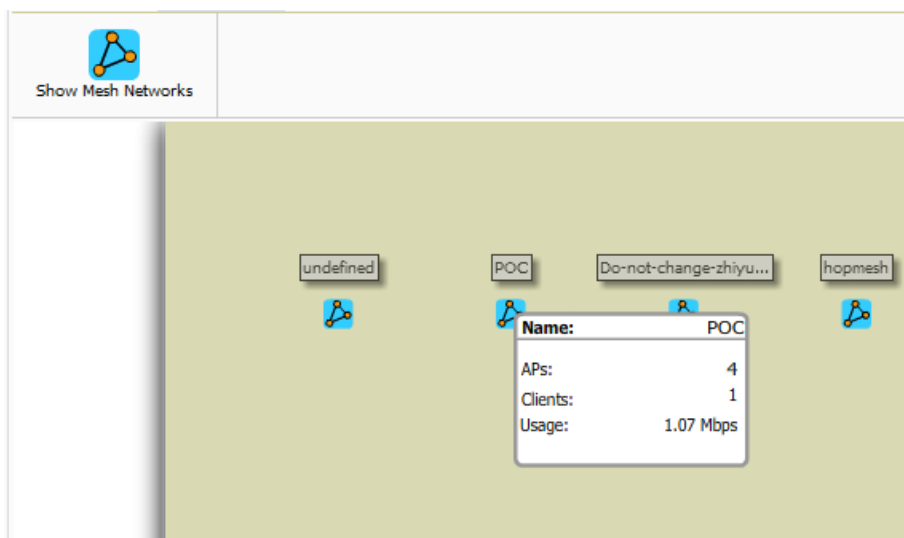 Show Mesh Networks
undefined
POC
Do-not-change-zhiyu...
hopmesh
Name: POC
APs: 4
Clients: 1
Usage: 1.07 Mbps